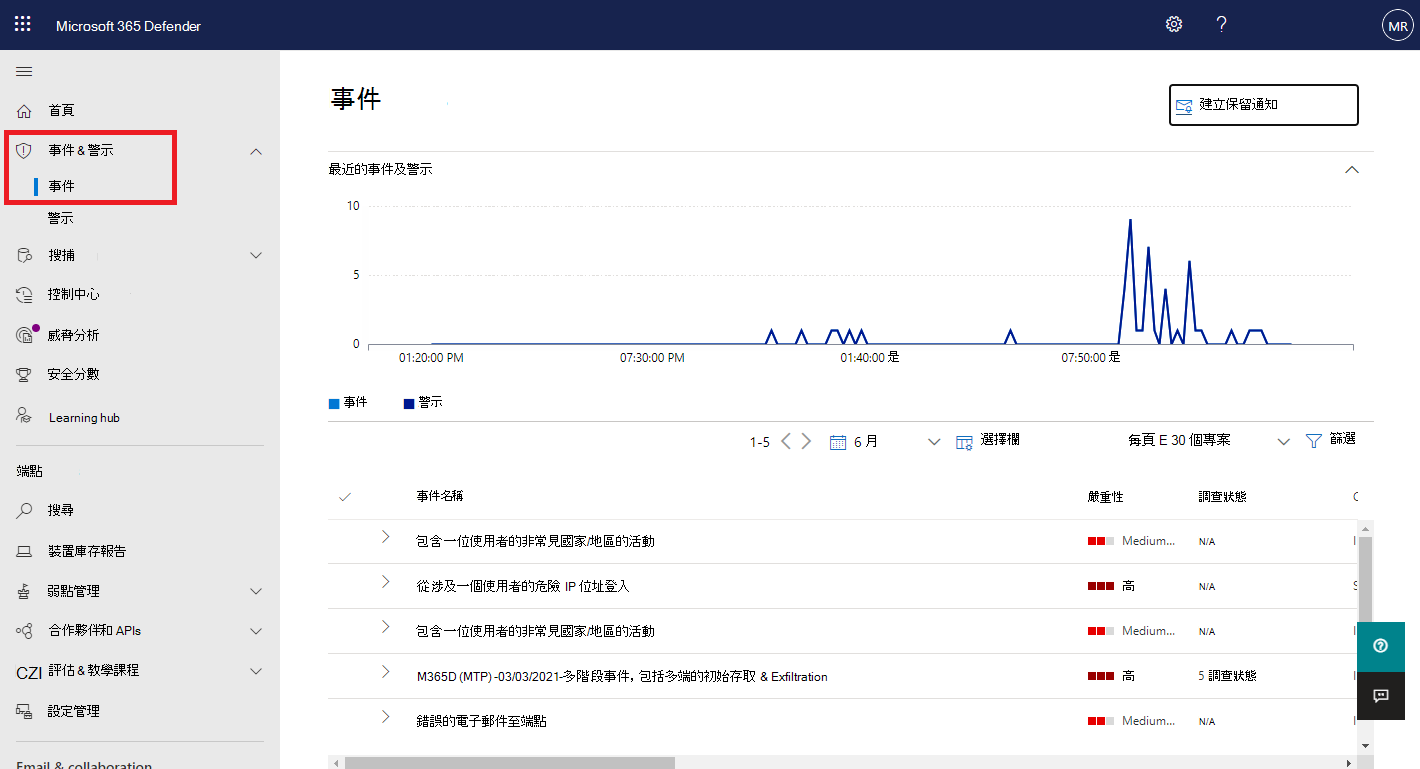 Microsoft 365 Defender
?
MR
首頁
事件 & 警示
事件
警示
搜捕
控制中心
威脅分析
安全分數
Learning hub
端點
搜尋
裝置庫存報告
弱點管理
合作夥伴和 APIs
CZI 評估 & 教學課程
設定管理
Email & collaboration
事件
建立保留通知
最近的事件及警示
10
5
0
01:20:00 PM 07:30:00 PM 01:40:00 是 07:50:00 是
事件 警示
1-5 6 月 選擇欄 每頁 E 30 個專案 篩選
事件名稱 嚴重性 調查狀態
包含一位使用者的非常見國家/地區的活動 Medium... N/A
從涉及一個使用者的危險 IP 位址登入 高 N/A
包含一位使用者的非常見國家/地區的活動 Medium... N/A
M365D (MTP) -03/03/2021-多階段事件, 包括多端的初始存取 & Exfiltration 高 5 調查狀態
錯誤的電子郵件至端點 Medium... N/A